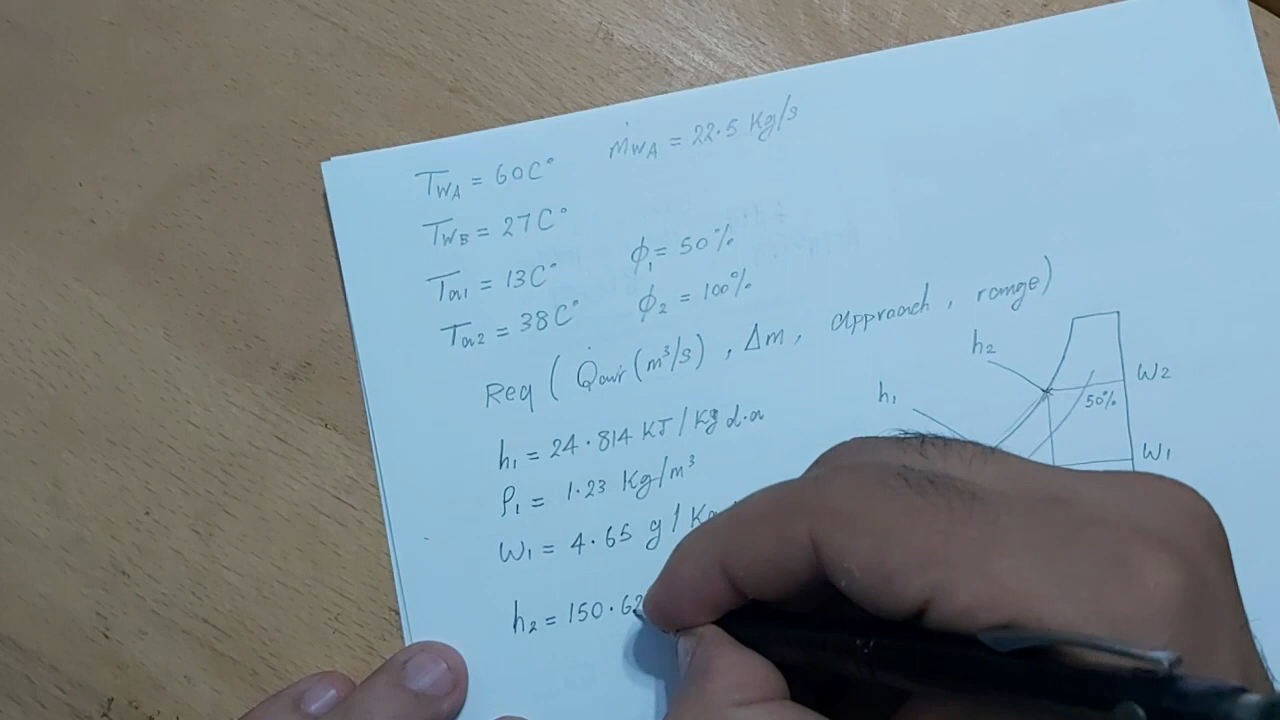 T_WA = 60C° ṁ_WA = 22.5 Kg/s
T_WB = 27C°
T_a1 = 13C° ϕ₁ = 50%
T_a2 = 38C° ϕ₂ = 100%
Req ( Q̇air (m³/s) , Δm, approach , range)
h₁ = 24.814 KJ/Kg d.a
ρ₁ = 1.23 Kg/m³
W₁ = 4.65 g/Kg
h₂ = 150.62
h₂
h₁
W2
50%
W1